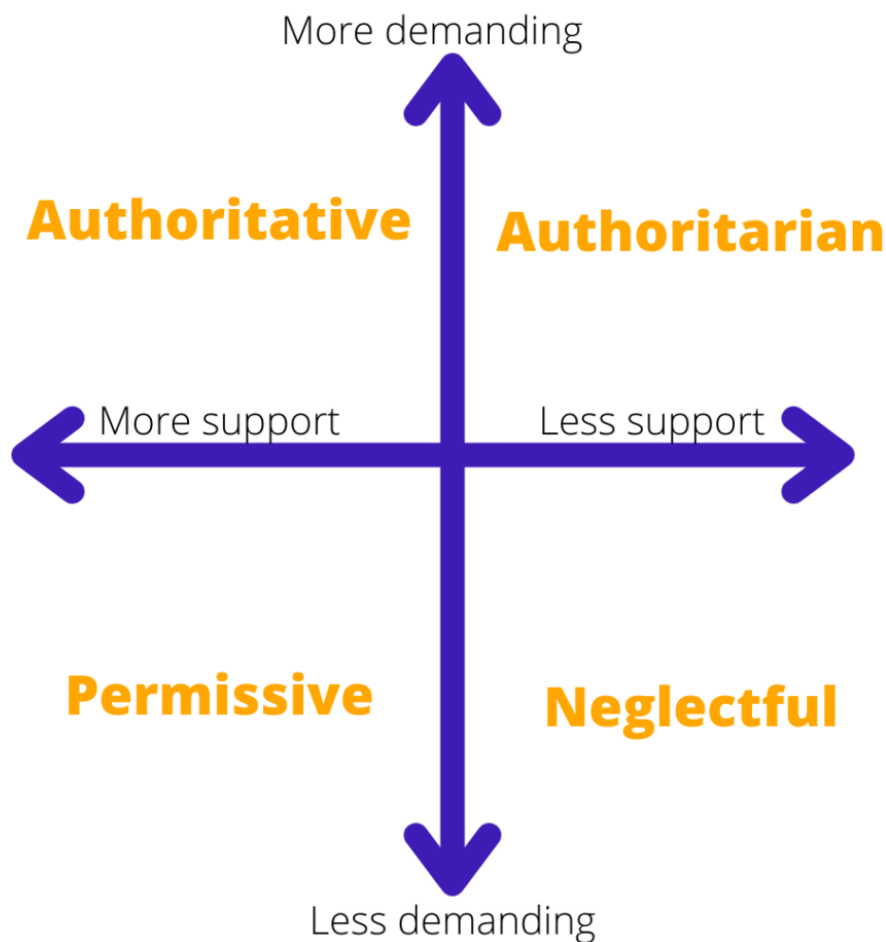 More demanding
Authoritative
Authoritarian
More support
Less support
Permissive
Neglectful
Less demanding